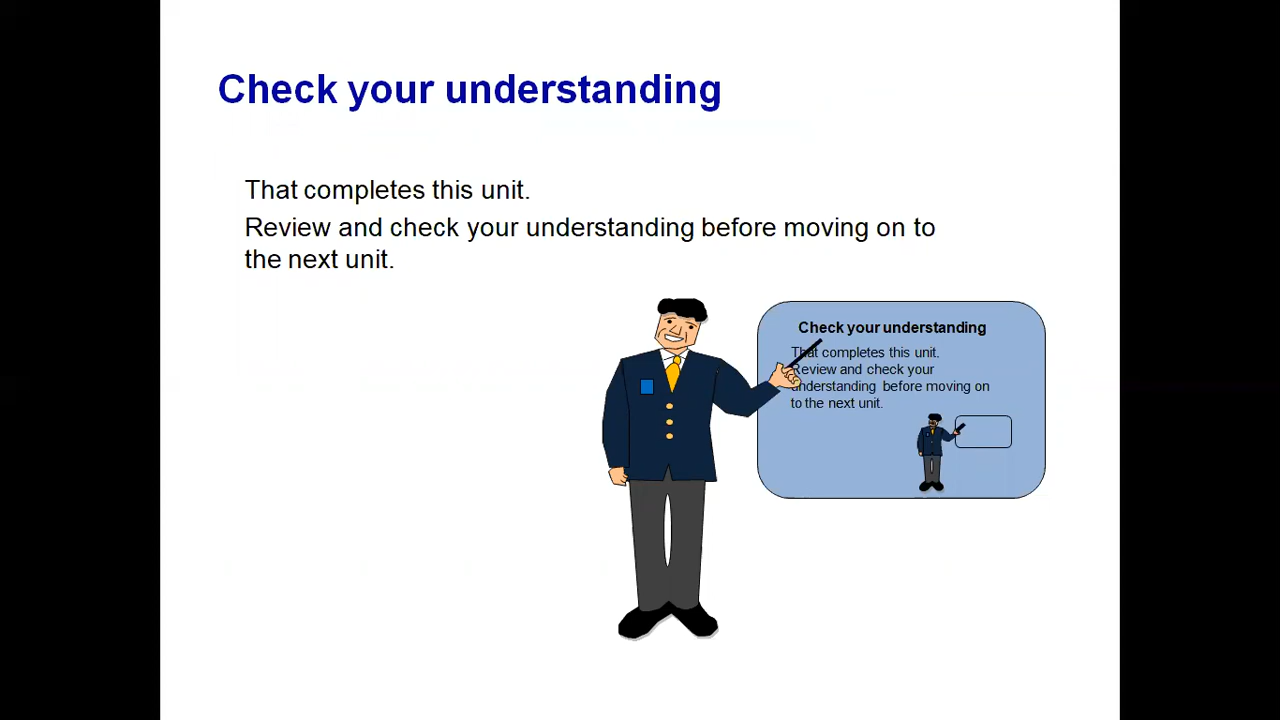 Check your understanding
That completes this unit.
Review and check your understanding before moving on to
the next unit.
Check your understanding
That completes this unit.
Review and check your
understanding before moving on
to the next unit.